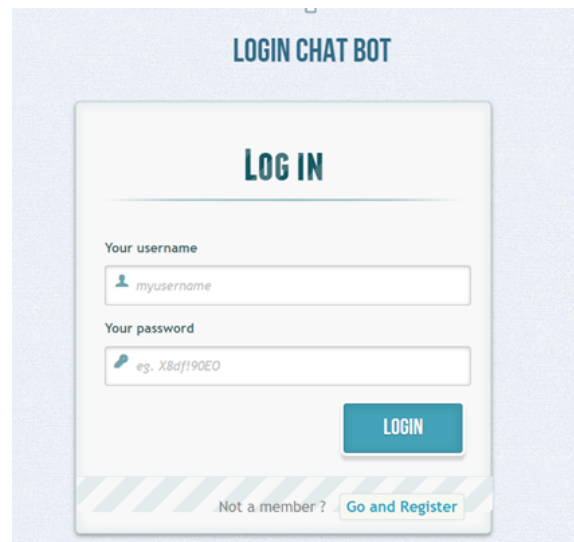 LOGIN CHAT BOT
LOG IN
Your username
myusername
Your password
eg. X8df!90EO
LOGIN
Not a member ? Go and Register